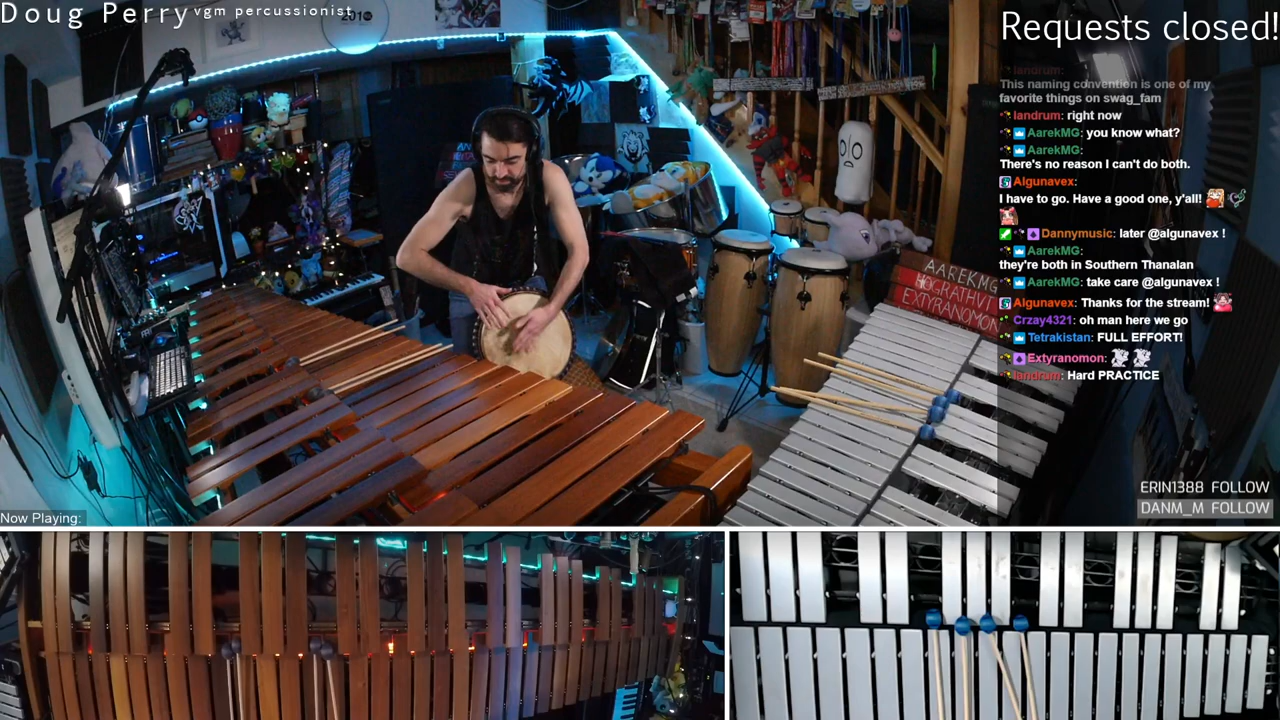 Doug Perry vgm percussionist
201
Requests closed!
landrum:
This naming convention is one of my
favorite things on swag_fam
landrum: right now
AarekMG: you know what?
AarekMG:
There's no reason I can't do both.
Algunavex:
I have to go. Have a good one, y'all!
Dannymusic: later @algunavex !
AarekMG:
they're both in Southern Thanalan
AarekMG: take care @algunavex !
Algunavex: Thanks for the stream!
Crzay4321: oh man here we go
Tetrakistan: FULL EFFORT!
Extyranomon:
landrum: Hard PRACTICE
AAREKMG
HOGRATHVI
EXTYRANOMON
ERIN1388 FOLLOW
DANM_M FOLLOW
Now Playing: